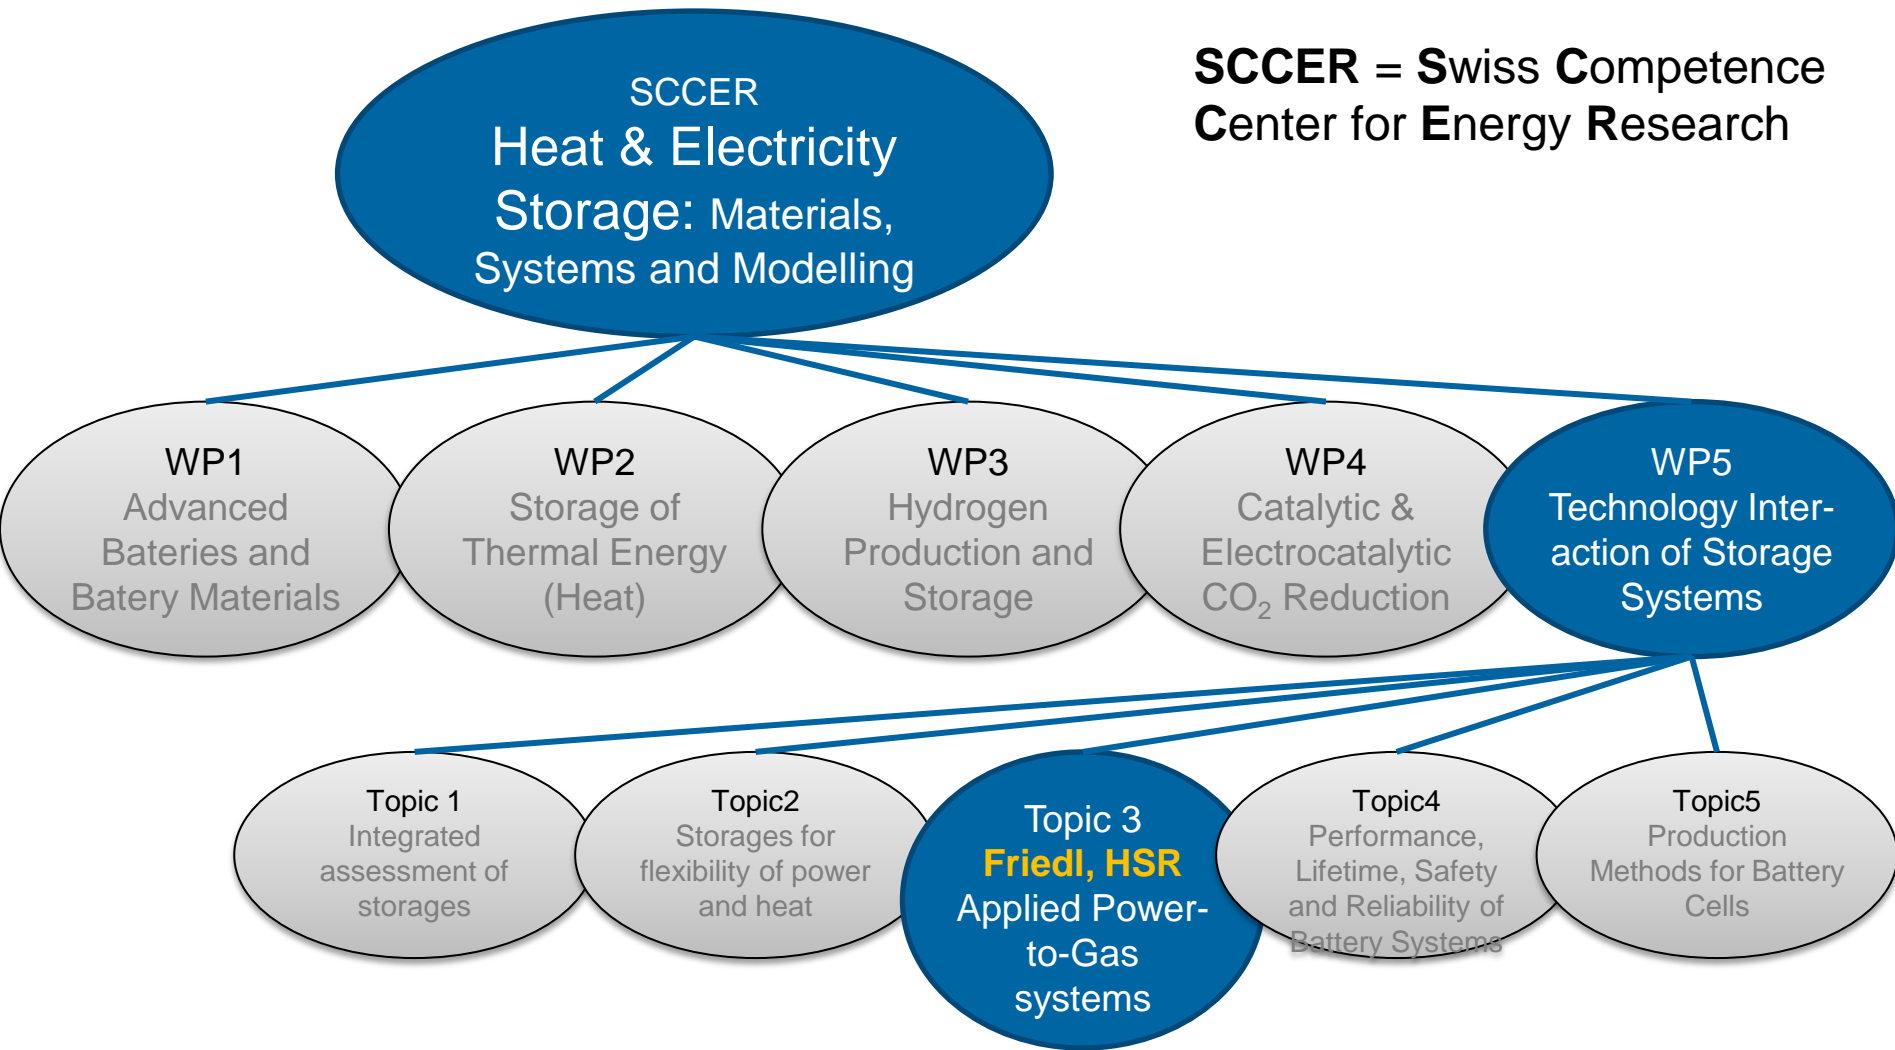 SCCER
Heat & Electricity
Storage: Materials,
Systems and Modelling
SCCER = Swiss Competence
Center for Energy Research
WP1
Advanced
Bateries and
Batery Materials
WP2
Storage of
Thermal Energy
(Heat)
WP3
Hydrogen
Production and
Storage
WP4
Catalytic &
Electrocatalytic
CO₂ Reduction
WP5
Technology Inter-
action of Storage
Systems
Topic 1
Integrated
assessment of
storages
Topic2
Storages for
flexibility of power
and heat
Topic 3
Friedl, HSR
Applied Power-
to-Gas
systems
Topic4
Performance,
Lifetime, Safety
and Reliability of
Battery Systems
Topic5
Production
Methods for Battery
Cells